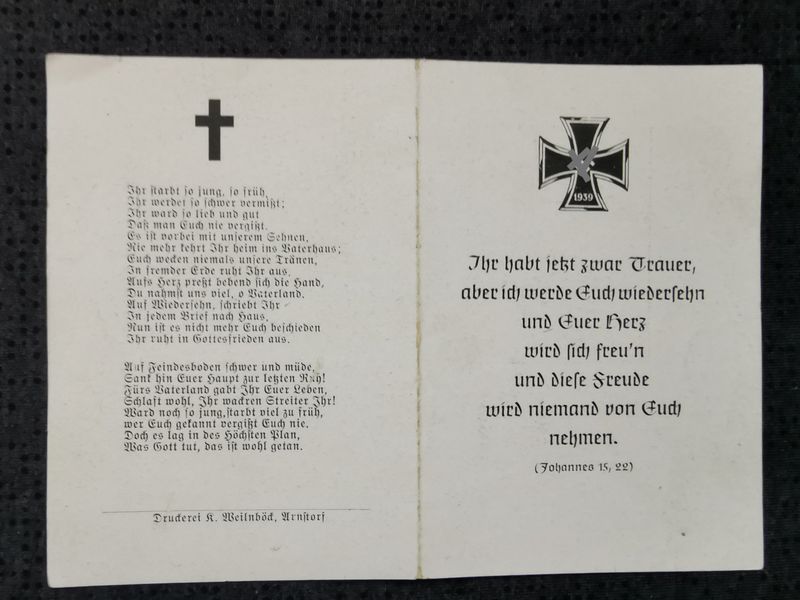 Ihr starbt so jung, so früh,
Ihr werdet so schwer vermißt;
Ihr ward so lieb und gut
Daß man Euch nie vergißt.
Es ist vorbei mit unserem Sehnen,
Nie mehr kehrt Ihr heim ins Vaterhaus;
Euch wecken niemals unsere Tränen,
In fremder Erde ruht Ihr aus.
Aufs Herz preßt bebend sich die Hand,
Du nahmst uns viel, o Vaterland.
Auf Wiedersehn, schriebt Ihr
In jedem Brief nach Haus,
Nun ist es nicht mehr Euch beschieden
Ihr ruht in Gottesfrieden aus.
Auf Feindesboden schwer und müde,
Sank hin Euer Haupt zur letzten Ruh!
Fürs Vaterland gabt Ihr Euer Leben,
Schlaft wohl, Ihr wackren Streiter Ihr!
Ward noch so jung, starbt viel zu früh,
wer Euch gekannt vergißt Euch nie.
Doch es lag in des Höchsten Plan,
Was Gott tut, das ist wohl getan.
Druckerei K. Weilnböck, Arnstorf
1939
Ihr habt jetzt zwar Trauer,
aber ich werde Euch wiedersehn
und Euer Herz
wird sich freu'n
und diese Freude
wird niemand von Euch
nehmen.
(Johannes 15, 22)